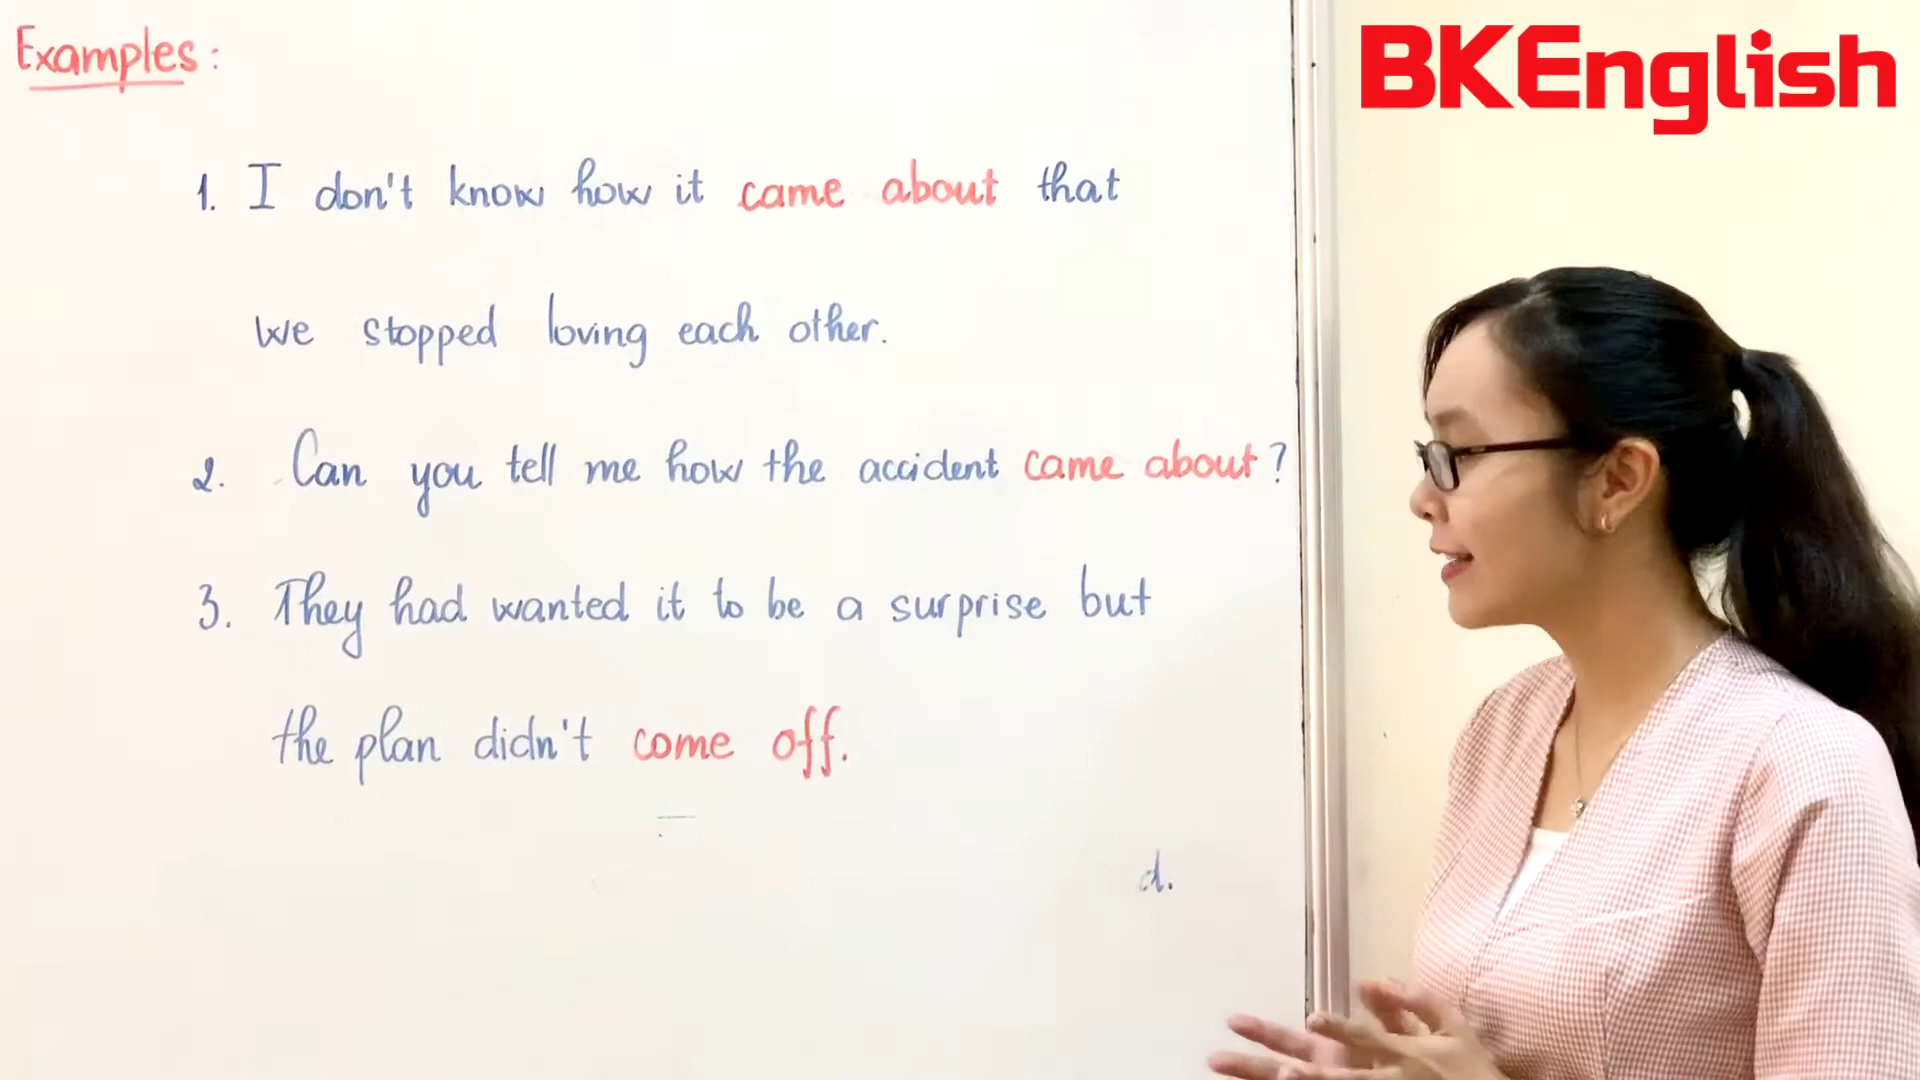 Examples:
BKEnglish
1. I don't know how it came about that
we stopped loving each other.
2. Can you tell me how the accident came about?
3. They had wanted it to be a surprise but
the plan didn't come off.
d.